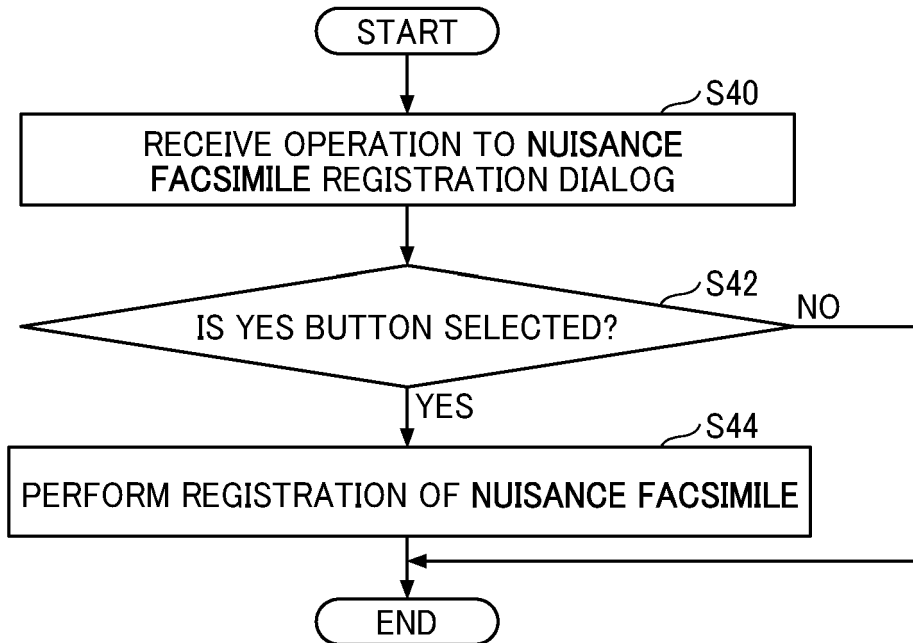 START
S40
RECEIVE OPERATION TO NUISANCE
FACSIMILE REGISTRATION DIALOG
S42
IS YES BUTTON SELECTED?
NO
YES
S44
PERFORM REGISTRATION OF NUISANCE FACSIMILE
END